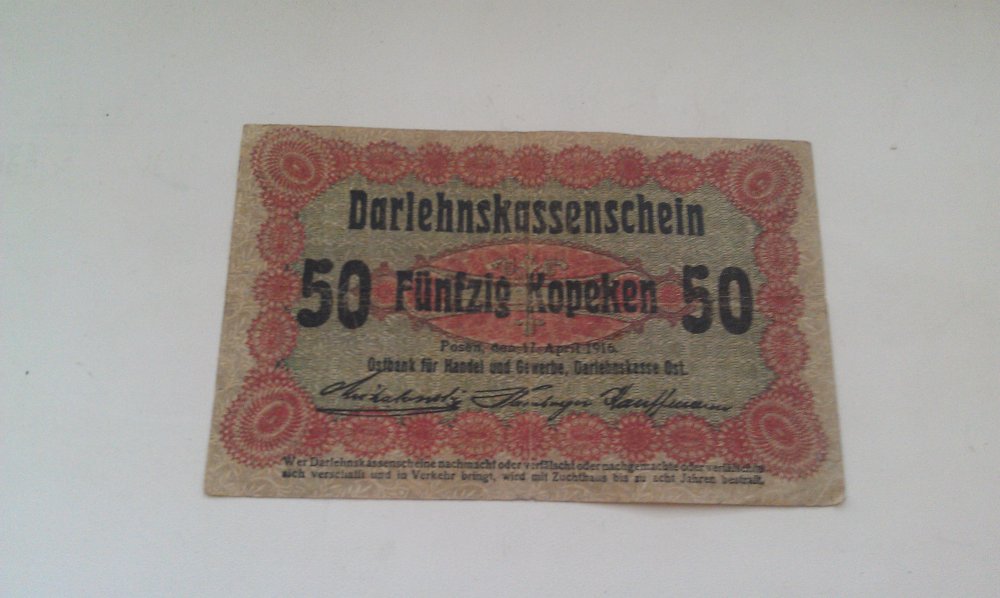 Darlehnskassenschein
50 Fünfzig Kopeken 50
Posen, den 17. April 1916.
Ostbank für Handel und Gewerbe, Darlehnskasse Ost.
Hamburger Kauffmann
Wer Darlehnskassenscheine nachmacht oder verfälscht oder nachgemachte oder verfälschte
sich verschafft und in Verkehr bringt, wird mit Zuchthaus bis zu acht Jahren bestraft.